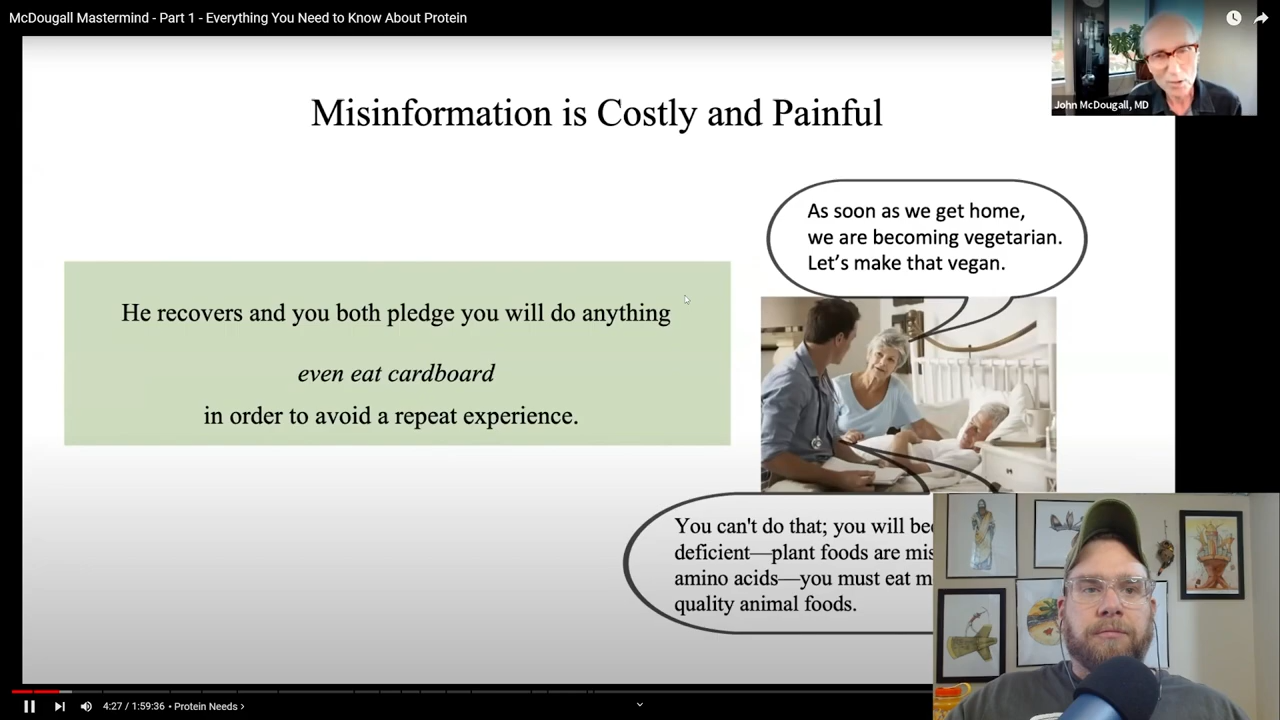 McDougall Mastermind - Part 1 - Everything You Need to Know About Protein
John McDougall, MD
Misinformation is Costly and Painful
As soon as we get home,
we are becoming vegetarian.
Let's make that vegan.
He recovers and you both pledge you will do anything
even eat cardboard
in order to avoid a repeat experience.
You can't do that; you will
deficient—plant foods are
amino acids—you must eat
quality animal foods.
4:27 / 1:59:36 • Protein Needs >